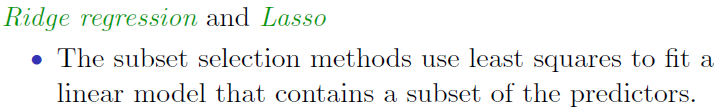 Ridge regression and Lasso
• The subset selection methods use least squares to fit a
linear model that contains a subset of the predictors.